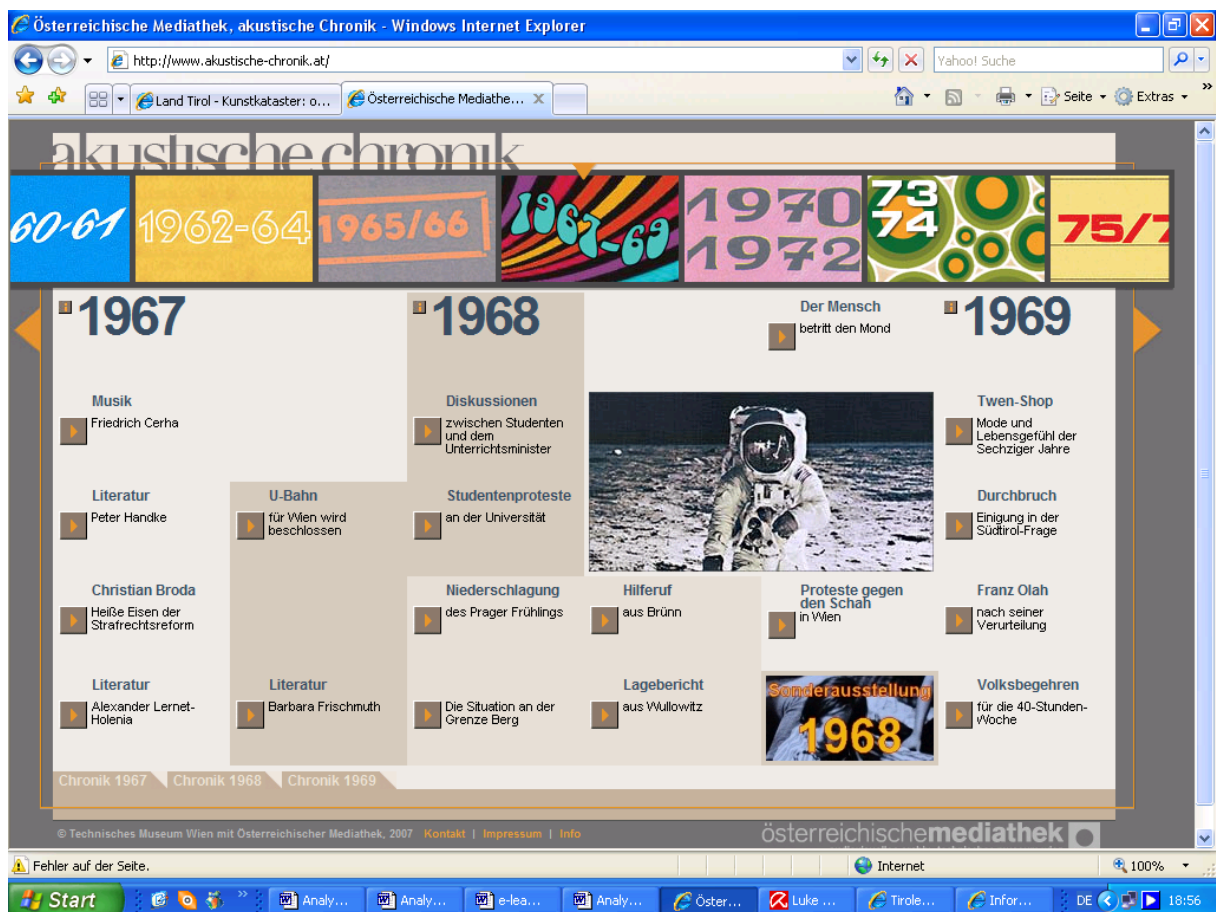 Österreichische Mediathek, akustische Chronik - Windows Internet Explorer
http://www.akustische-chronik.at/
Yahoo! Suche
Land Tirol - Kunstkataster: o...
Österreichische Mediathe... X
Seite
Extras
»
akustische chronik
60-61
1962-64
1965/66
1967-69
1970
1972
73
74
75/7
1967
1968
Der Mensch
betritt den Mond
1969
Musik
Friedrich Cerha
Diskussionen
zwischen Studenten
und dem
Unterrichtsminister
Twen-Shop
Mode und
Lebensgefühl der
Sechziger Jahre
Literatur
Peter Handke
U-Bahn
für Wien wird
beschlossen
Studentenproteste
an der Universität
Durchbruch
Einigung in der
Südtirol-Frage
Christian Broda
Heiße Eisen der
Strafrechtsreform
Niederschlagung
des Prager Frühlings
Hilferuf
aus Brünn
Proteste gegen
den Schah
in Wien
Franz Olah
nach seiner
Verurteilung
Literatur
Alexander Lernet-
Holenia
Literatur
Barbara Frischmuth
Die Situation an der
Grenze Berg
Lagebericht
aus Wullowitz
Sonderausstellung
1968
Volksbegehren
für die 40-Stunden-
Woche
Chronik 1967
Chronik 1968
Chronik 1969
© Technisches Museum Wien mit Österreichischer Mediathek, 2007 Kontakt | Impressum | Info
österreichischemediathek
Fehler auf der Seite.
Internet
100%
Start
»
Analy...
Analy...
e-lea...
Analy...
Öster...
Luke ...
Tirole...
Infor...
DE
18:56